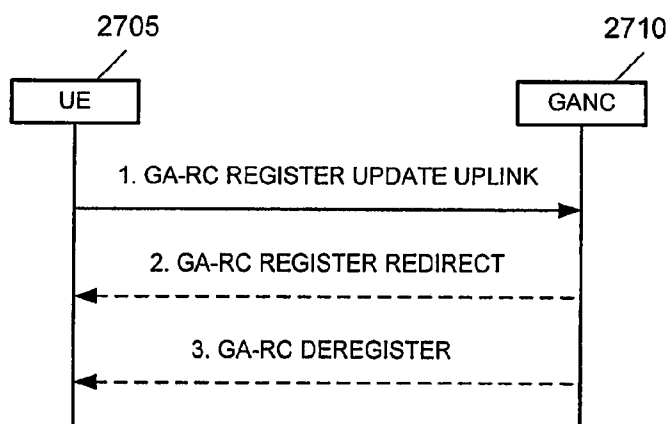 2705
2710
UE
GANC
1. GA-RC REGISTER UPDATE UPLINK
2. GA-RC REGISTER REDIRECT
3. GA-RC DEREGISTER